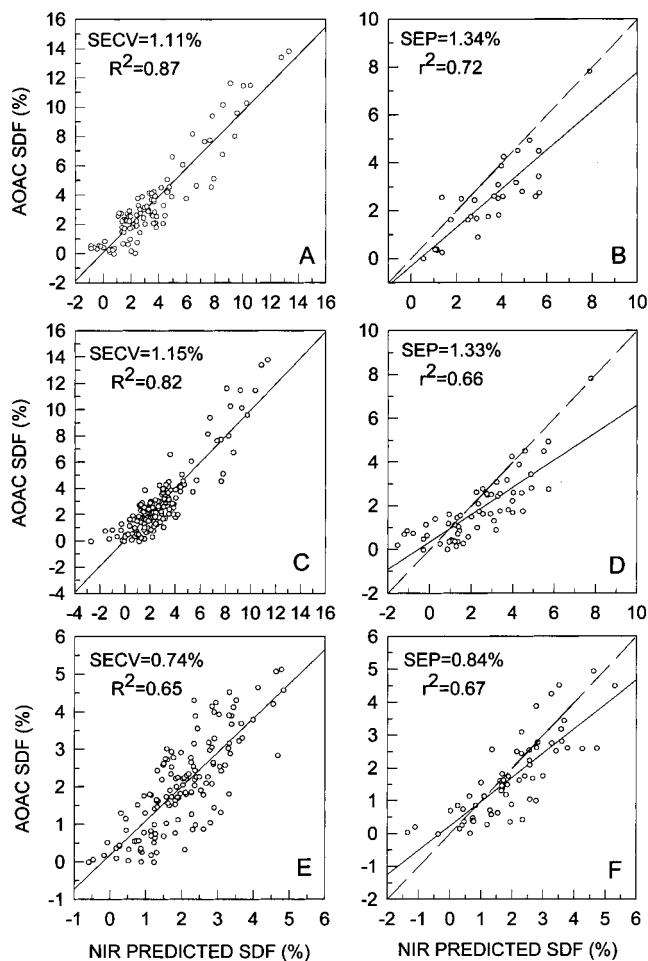 SECV=1.11%
R2=0.87
AOAC SDF (%)
16
14
12
10
8
6
4
2
0
-2
A
-2 0 2 4 6 8 10 12 14 16
SEP=1.34%
r2=0.72
10
8
6
4
2
0
-2
B
-2 0 2 4 6 8 10
SECV=1.15%
R2=0.82
AOAC SDF (%)
16
14
12
10
8
6
4
2
0
-2
-4
C
-4 -2 0 2 4 6 8 10 12 14 16
SEP=1.33%
r2=0.66
10
8
6
4
2
0
-2
D
-2 0 2 4 6 8 10
SECV=0.74%
R2=0.65
AOAC SDF (%)
6
5
4
3
2
1
0
-1
E
-1 0 1 2 3 4 5 6
NIR PREDICTED SDF (%)
SEP=0.84%
r2=0.67
6
5
4
3
2
1
0
-1
-2
F
-2 -1 0 1 2 3 4 5 6
NIR PREDICTED SDF (%)